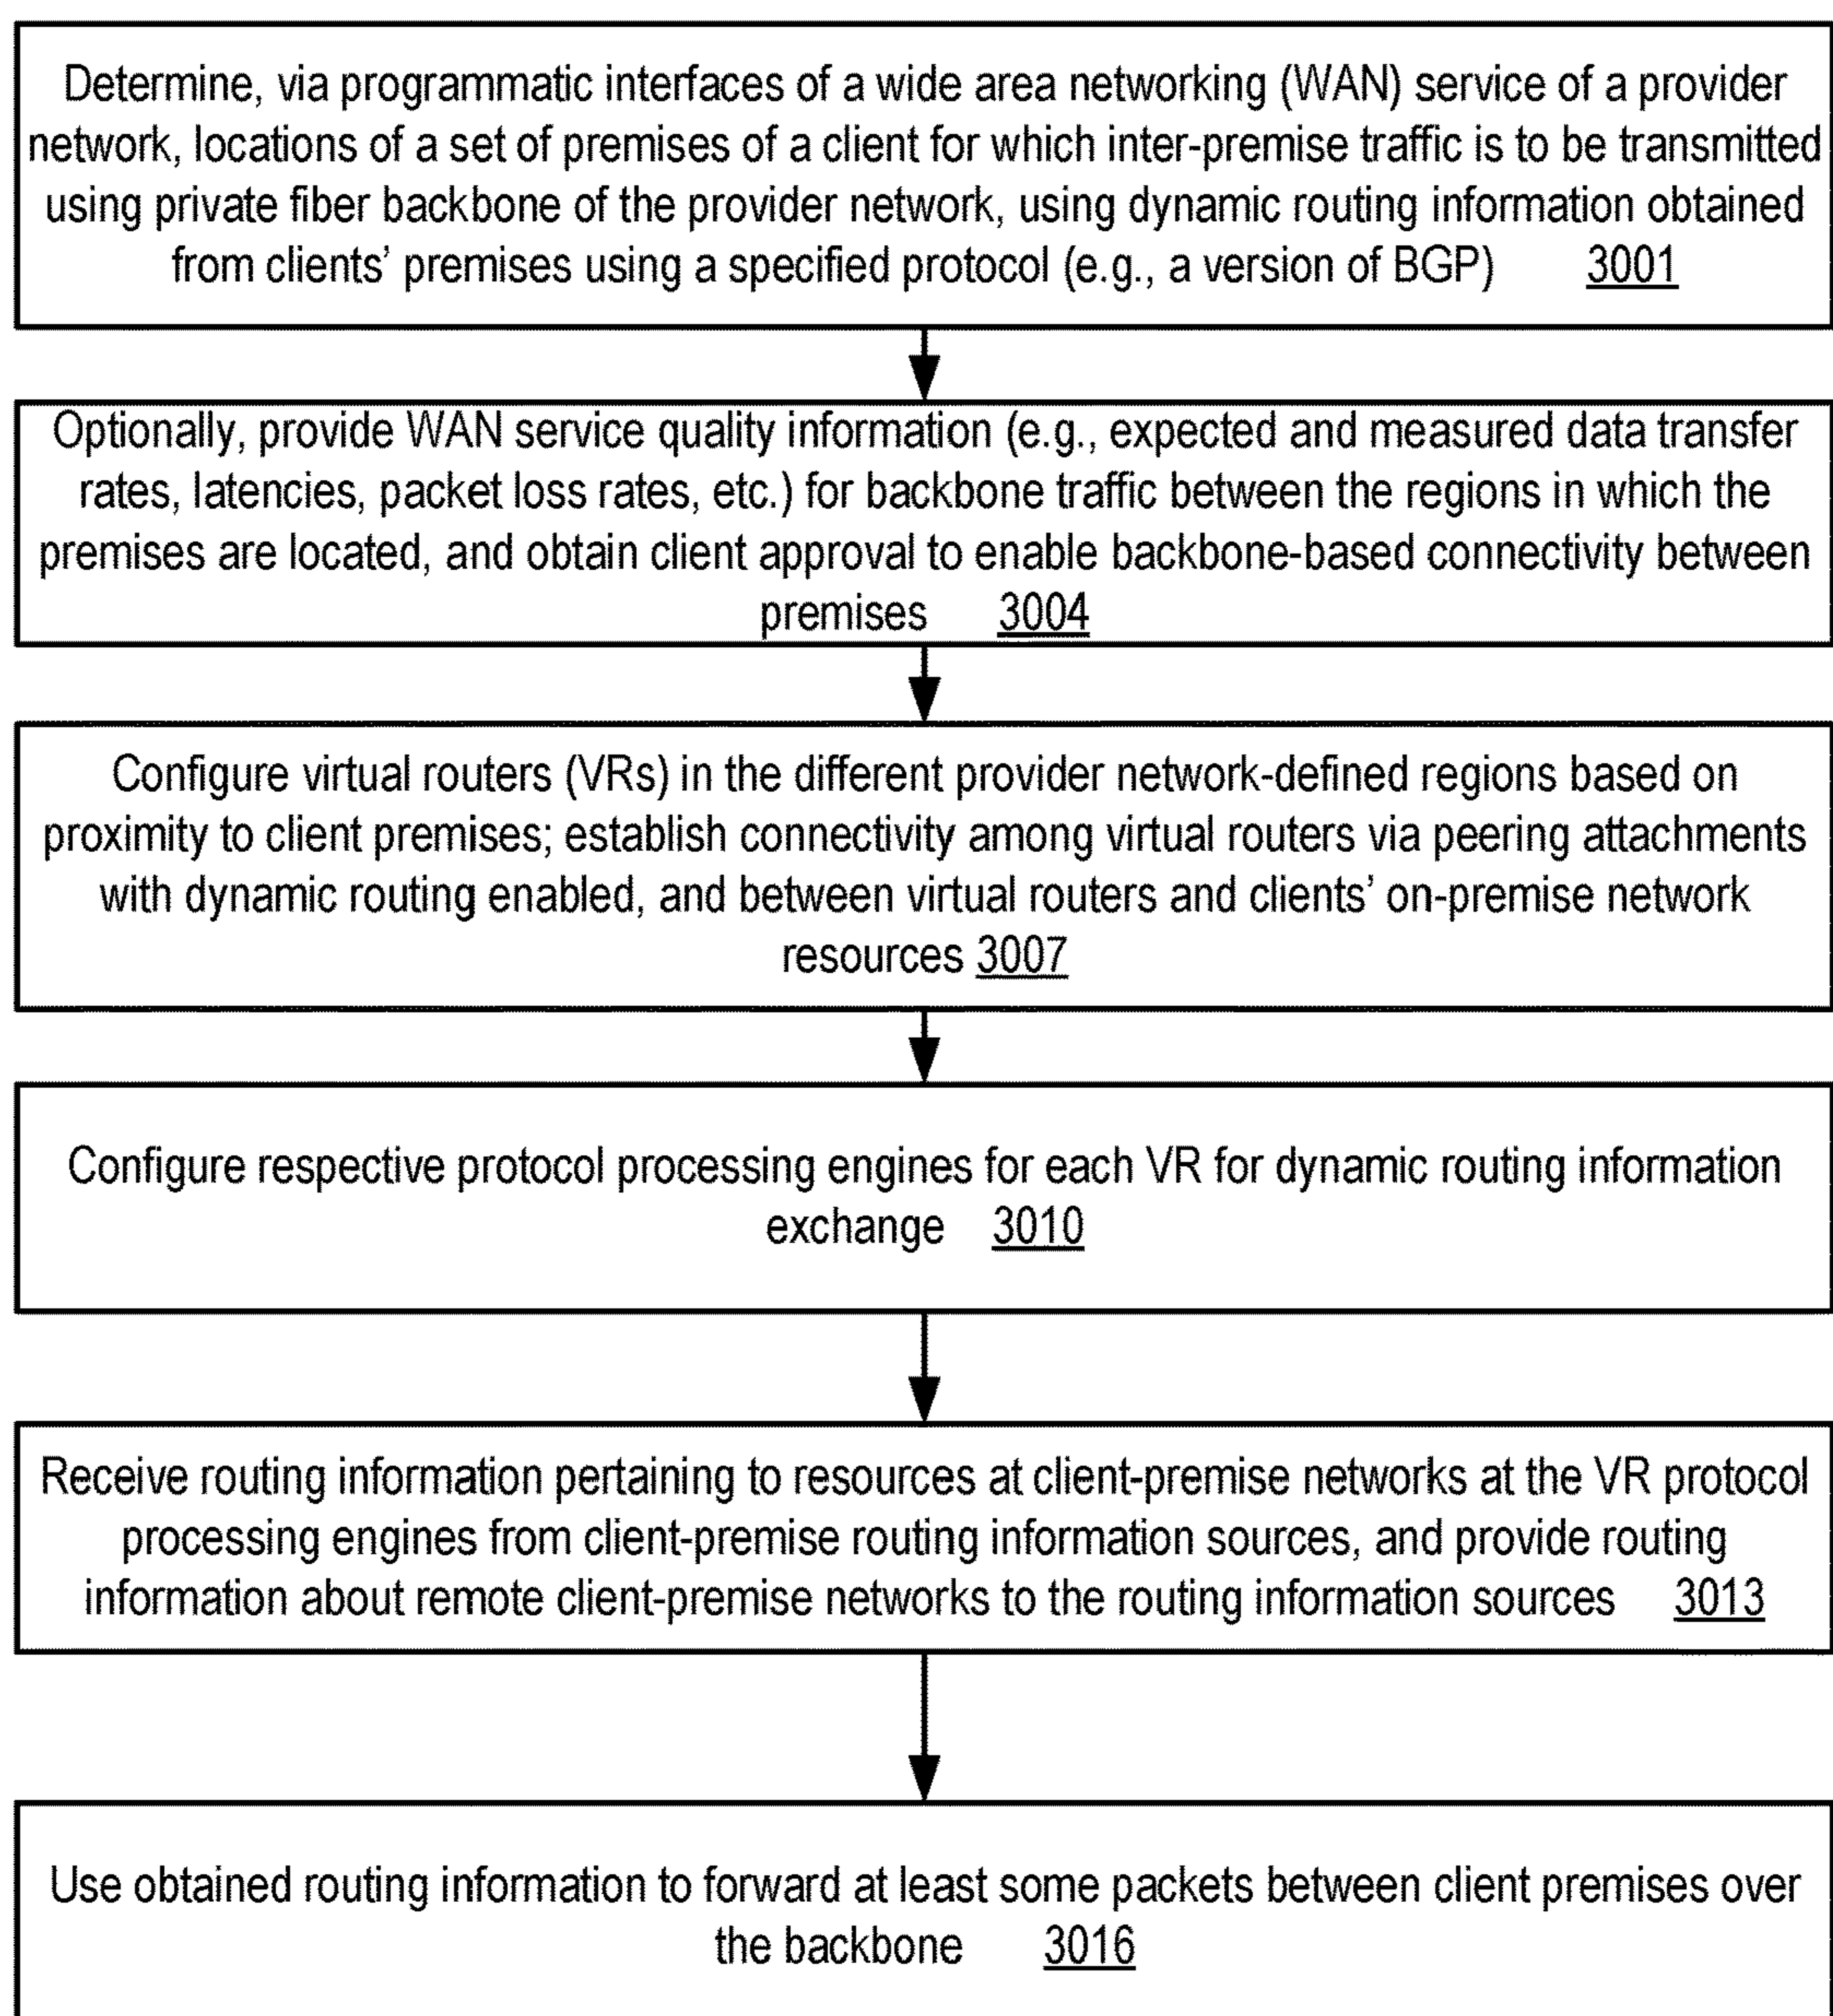 Determine, via programmatic interfaces of a wide area networking (WAN) service of a provider
network, locations of a set of premises of a client for which inter-premise traffic is to be transmitted
using private fiber backbone of the provider network, using dynamic routing information obtained
from clients' premises using a specified protocol (e.g., a version of BGP) 3001
Optionally, provide WAN service quality information (e.g., expected and measured data transfer
rates, latencies, packet loss rates, etc.) for backbone traffic between the regions in which the
premises are located, and obtain client approval to enable backbone-based connectivity between
premises 3004
Configure virtual routers (VRs) in the different provider network-defined regions based on
proximity to client premises; establish connectivity among virtual routers via peering attachments
with dynamic routing enabled, and between virtual routers and clients' on-premise network
resources 3007
Configure respective protocol processing engines for each VR for dynamic routing information
exchange 3010
Receive routing information pertaining to resources at client-premise networks at the VR protocol
processing engines from client-premise routing information sources, and provide routing
information about remote client-premise networks to the routing information sources 3013
Use obtained routing information to forward at least some packets between client premises over
the backbone 3016